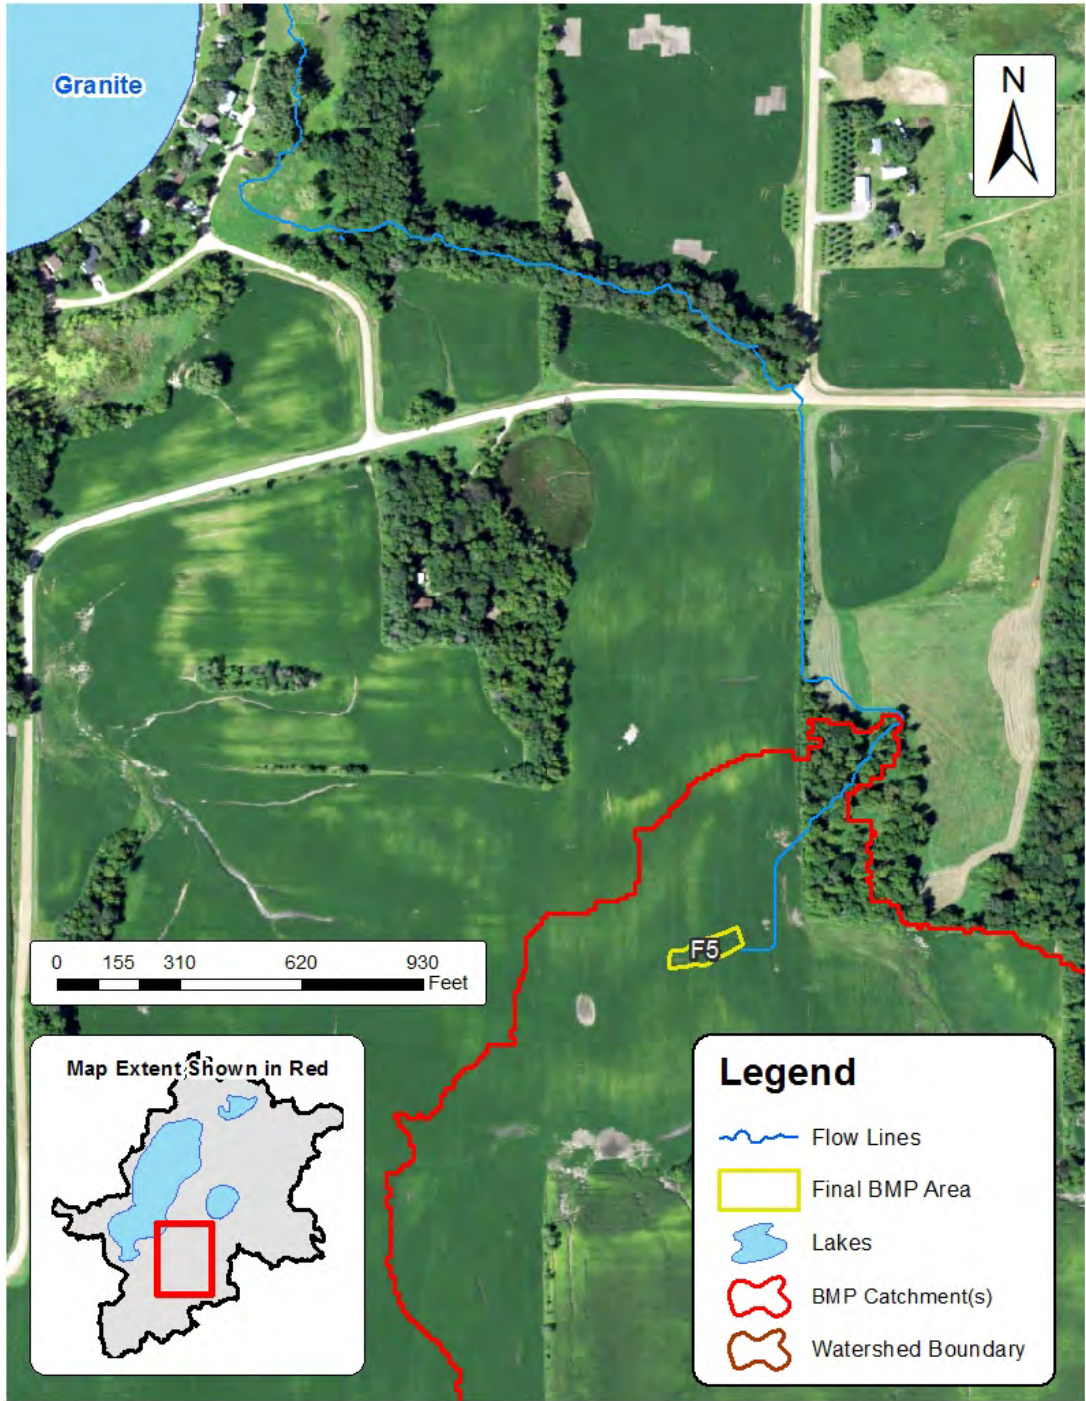 Granite
N
F5
0 155 310 620 930
Feet
Map Extent Shown in Red
Legend
Flow Lines
Final BMP Area
Lakes
BMP Catchment(s)
Watershed Boundary